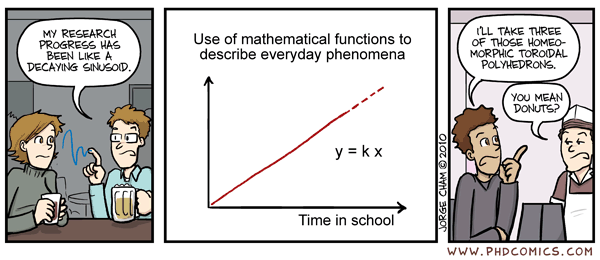 MY RESEARCH
PROGRESS HAS
BEEN LIKE A
DECAYING SINUSOID.
Use of mathematical functions to
describe everyday phenomena
y = k x
Time in school
JORGE CHAM © 2010
I'LL TAKE THREE
OF THOSE HOMEO-
MORPHIC TOROIDAL
POLYHEDRONS.
YOU MEAN
DONUTS?
WWW.PHDCOMICS.COM